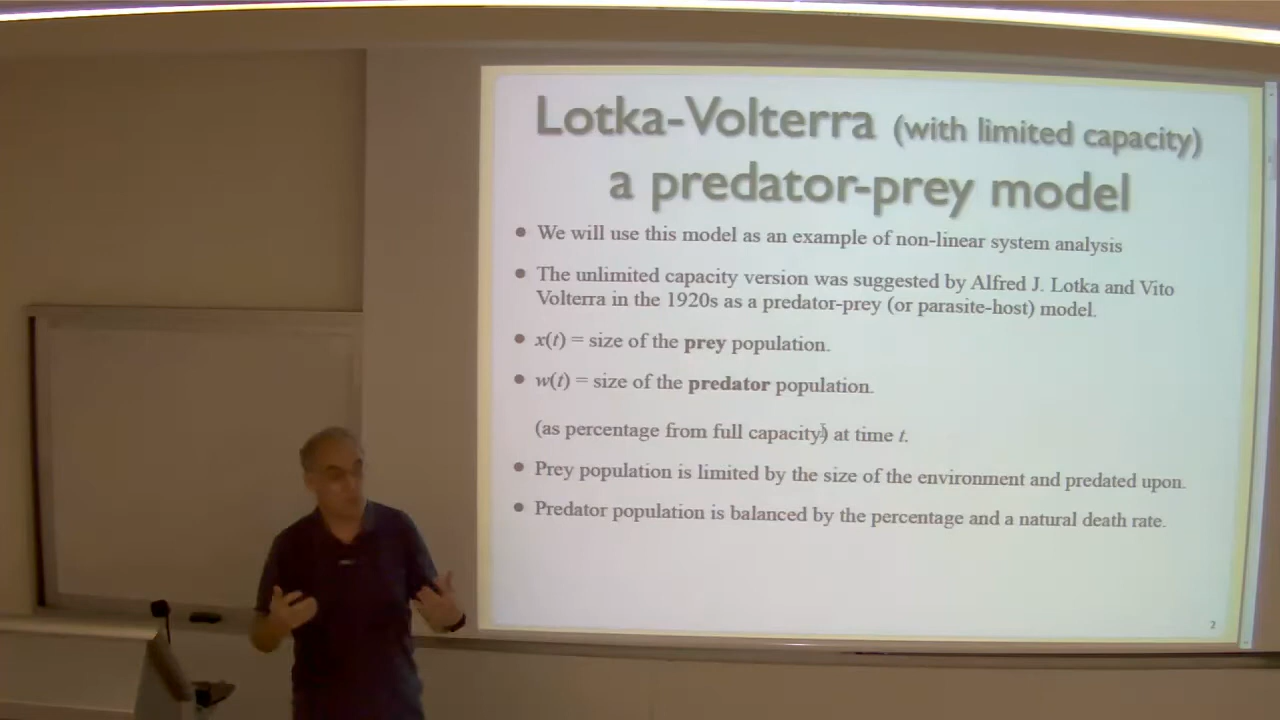 Lotka-Volterra (with limited capacity)
a predator-prey model
• We will use this model as an example of non-linear system analysis
• The unlimited capacity version was suggested by Alfred J. Lotka and Vito
Volterra in the 1920s as a predator-prey (or parasite-host) model.
• x(t) = size of the prey population.
• w(t) = size of the predator population.
(as percentage from full capacity) at time t.
• Prey population is limited by the size of the environment and predated upon.
• Predator population is balanced by the percentage and a natural death rate.
2